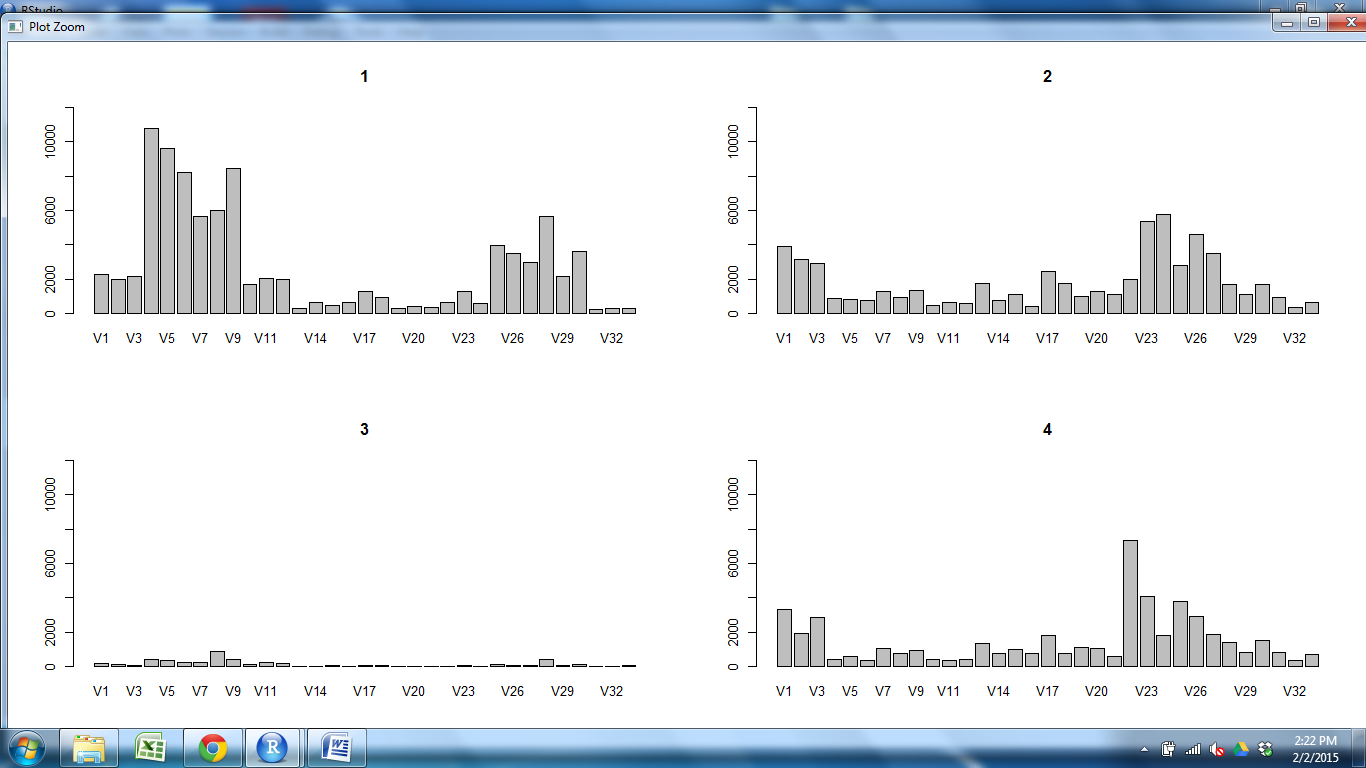 RStudio
Plot Zoom
1
0 2000 6000 10000
V1 V3 V5 V7 V9 V11 V14 V17 V20 V23 V26 V29 V32
2
0 2000 6000 10000
V1 V3 V5 V7 V9 V11 V14 V17 V20 V23 V26 V29 V32
3
0 2000 6000 10000
V1 V3 V5 V7 V9 V11 V14 V17 V20 V23 V26 V29 V32
4
0 2000 6000 10000
V1 V3 V5 V7 V9 V11 V14 V17 V20 V23 V26 V29 V32
R
W
2:22 PM
2/2/2015